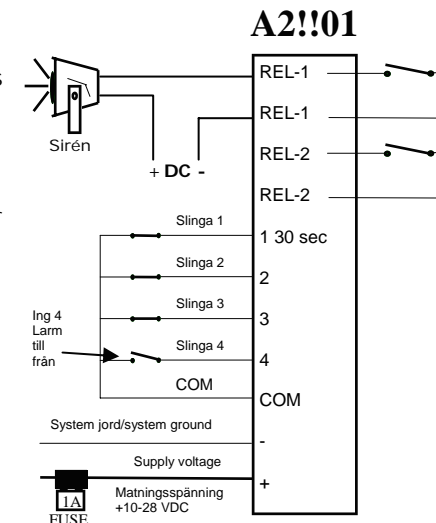 A2!!01
REL-1
Sirén
REL-1
+ DC -
REL-2
REL-2
Slinga 1
1 30 sec
Slinga 2
2
Slinga 3
3
Ing 4
Larm
till
från
Slinga 4
4
COM
COM
System jord/system ground
-
Supply voltage
+
1A
FUSE
Matningsspänning
+10-28 VDC